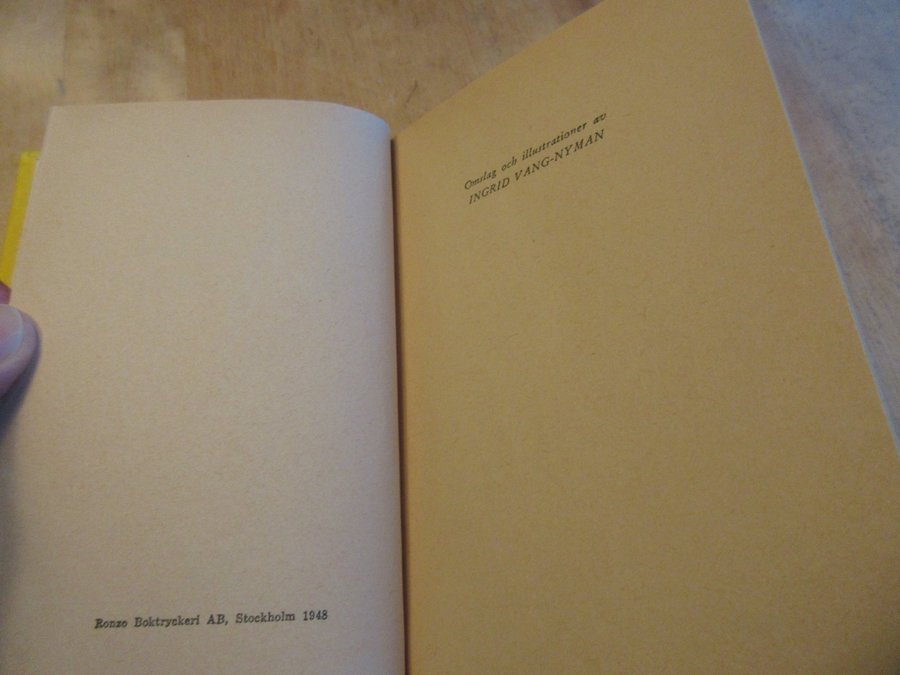 Ronzo Boktryckeri AB, Stockholm 1948
Omslag och illustrationer av
INGRID VANG-NYMAN